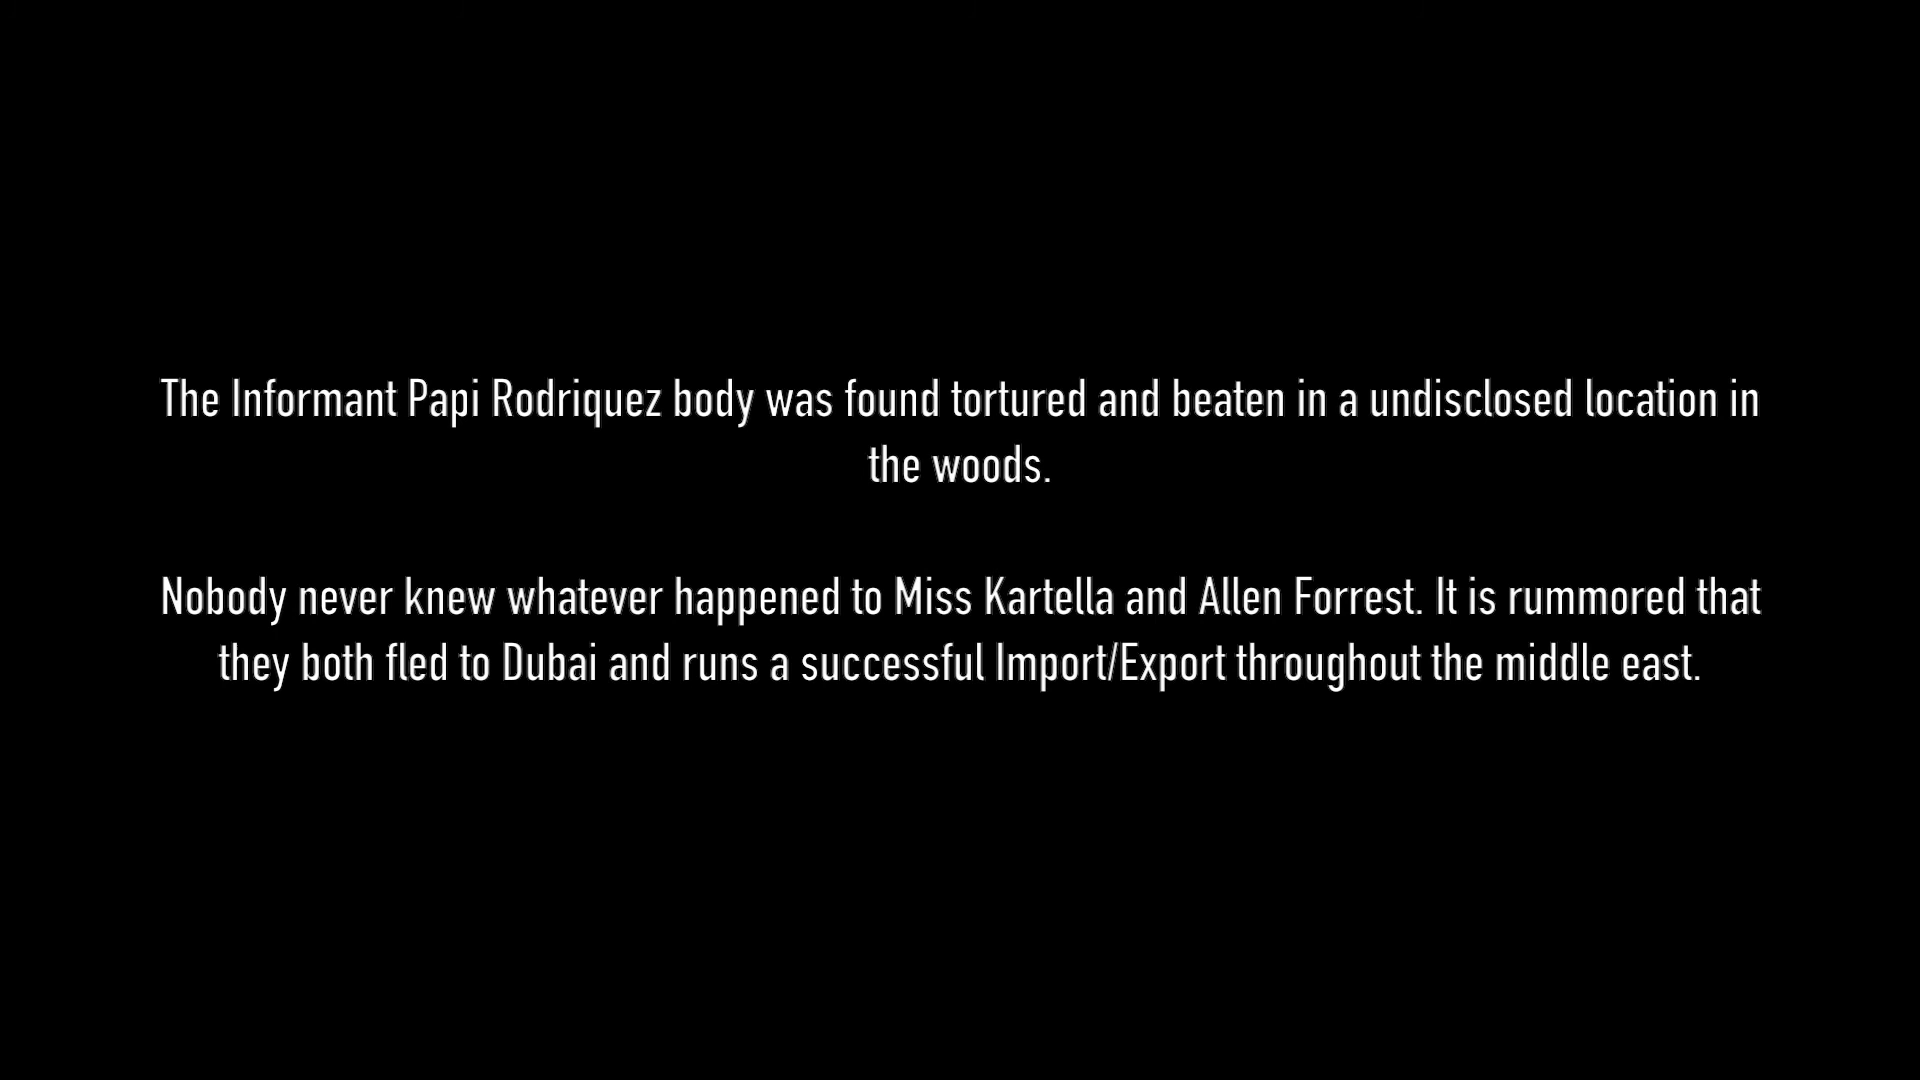 The Informant Papi Rodriquez body was found tortured and beaten in a undisclosed location in
the woods.
Nobody never knew whatever happened to Miss Kartella and Allen Forrest. It is rummored that
they both fled to Dubai and runs a successful Import/Export throughout the middle east.